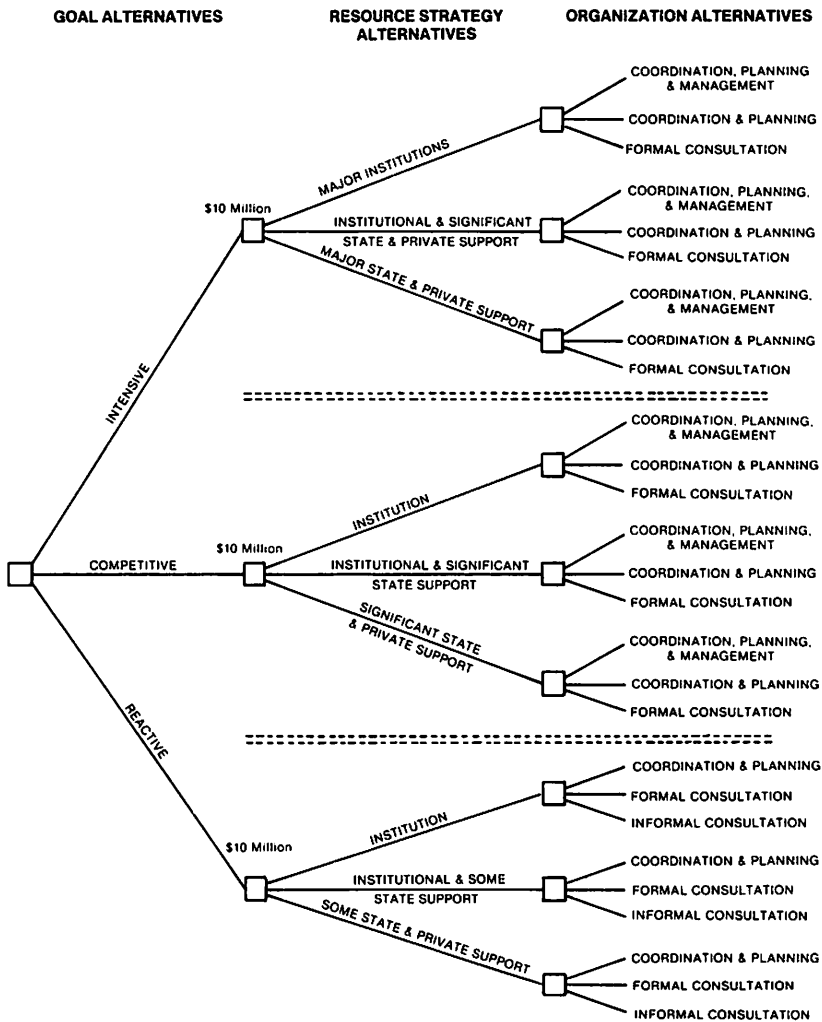 GOAL ALTERNATIVES
RESOURCE STRATEGY
ALTERNATIVES
ORGANIZATION ALTERNATIVES
INTENSIVE
$10 Million
MAJOR INSTITUTIONS
COORDINATION, PLANNING
& MANAGEMENT
COORDINATION & PLANNING
FORMAL CONSULTATION
INSTITUTIONAL & SIGNIFICANT
STATE & PRIVATE SUPPORT
COORDINATION, PLANNING,
& MANAGEMENT
COORDINATION & PLANNING
FORMAL CONSULTATION
MAJOR STATE & PRIVATE SUPPORT
COORDINATION, PLANNING,
& MANAGEMENT
COORDINATION & PLANNING
FORMAL CONSULTATION
COMPETITIVE
$10 Million
INSTITUTION
COORDINATION, PLANNING,
& MANAGEMENT
COORDINATION & PLANNING
FORMAL CONSULTATION
INSTITUTIONAL & SIGNIFICANT
STATE SUPPORT
COORDINATION, PLANNING,
& MANAGEMENT
COORDINATION & PLANNING
FORMAL CONSULTATION
SIGNIFICANT STATE
& PRIVATE SUPPORT
COORDINATION, PLANNING,
& MANAGEMENT
COORDINATION & PLANNING
FORMAL CONSULTATION
REACTIVE
$10 Million
INSTITUTION
COORDINATION & PLANNING
FORMAL CONSULTATION
INFORMAL CONSULTATION
INSTITUTIONAL & SOME
STATE SUPPORT
COORDINATION & PLANNING
FORMAL CONSULTATION
INFORMAL CONSULTATION
SOME STATE & PRIVATE SUPPORT
COORDINATION & PLANNING
FORMAL CONSULTATION
INFORMAL CONSULTATION